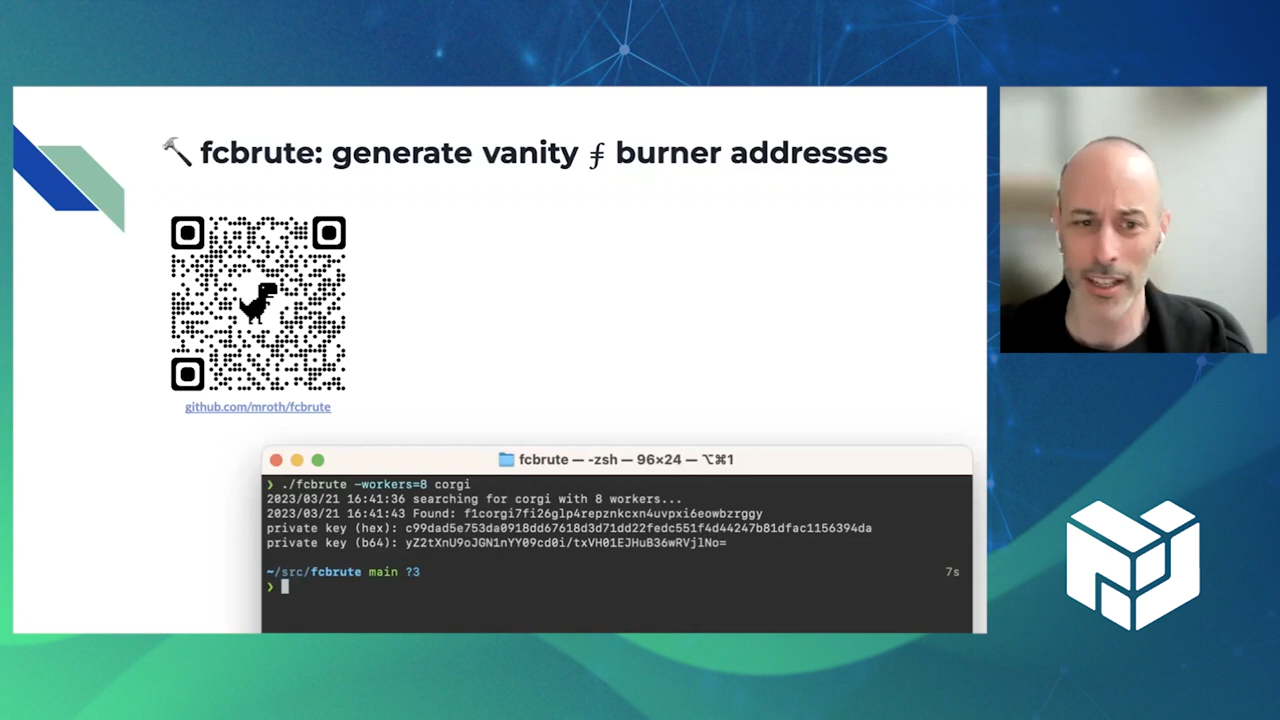 🔨 fcbrute: generate vanity ⨎ burner addresses
github.com/mroth/fcbrute
fcbrute — -zsh — 96×24 — ⌥⌘1
❯ ./fcbrute -workers=8 corgi
2023/03/21 16:41:36 searching for corgi with 8 workers...
2023/03/21 16:41:43 Found: f1corgi7fi26glp4repznkcxn4uvpxi6eowbzrggy
private key (hex): c99dad5e753da0918dd67618d3d71dd22fedc551f4d44247b81dfac1156394da
private key (b64): yZ2tXnU9oJGN1nYY09cd0i/txVH01EJHuB36wRVjlNo=
~/src/fcbrute main ?3
7s
❯